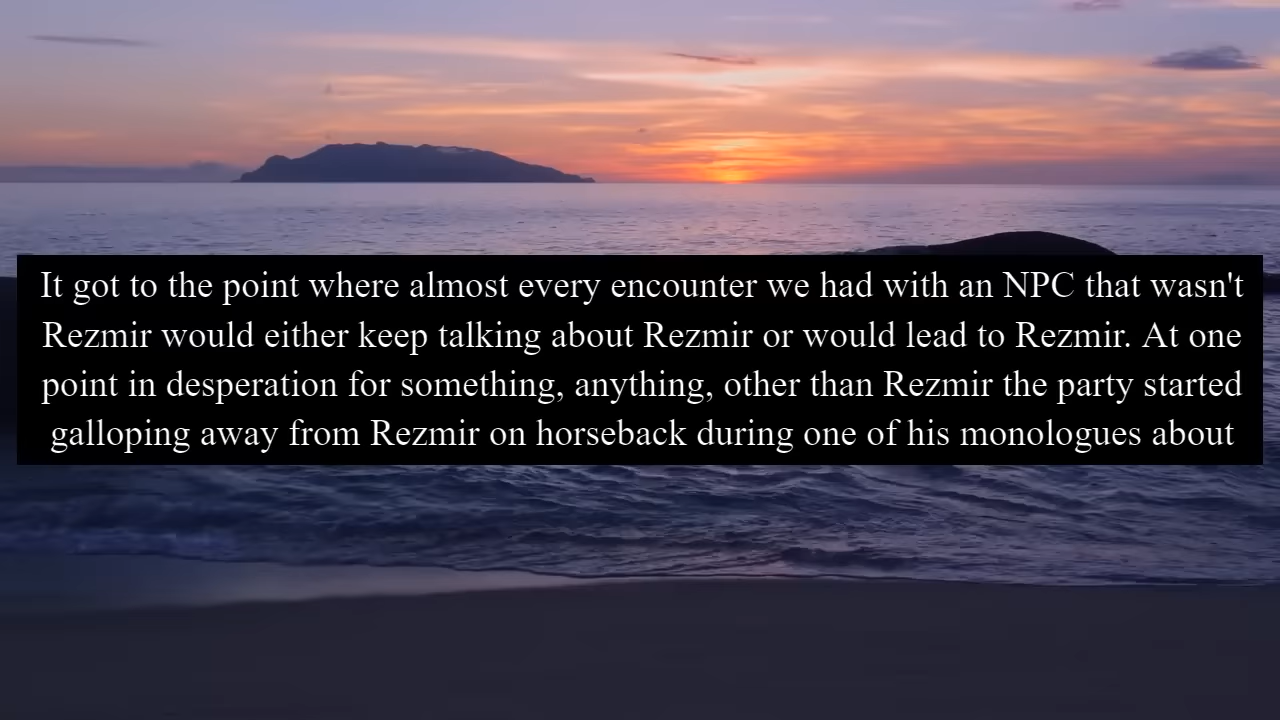 It got to the point where almost every encounter we had with an NPC that wasn't
Rezmir would either keep talking about Rezmir or would lead to Rezmir. At one
point in desperation for something, anything, other than Rezmir the party started
galloping away from Rezmir on horseback during one of his monologues about